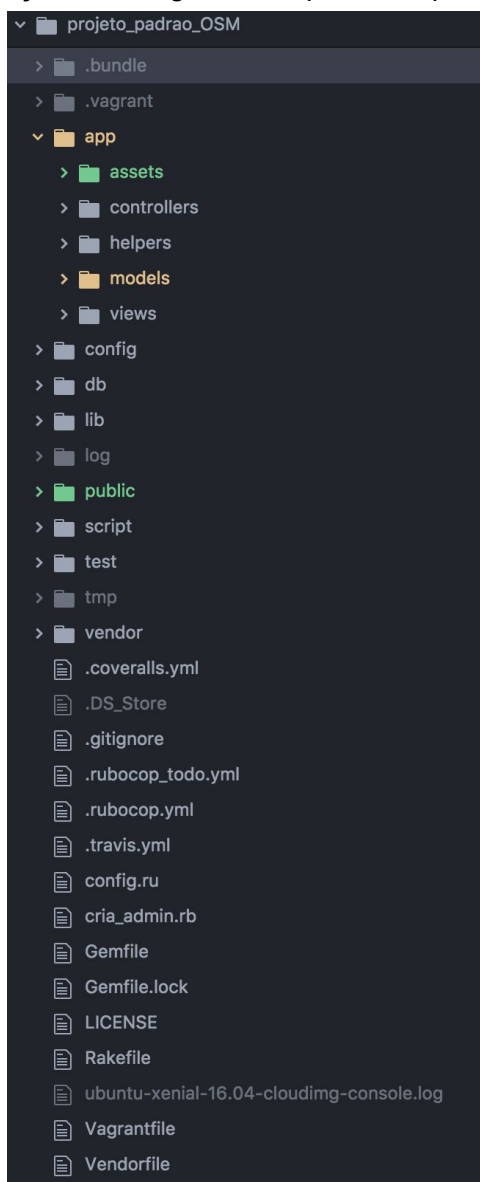 projeto_padrao_OSM
.bundle
.vagrant
app
assets
controllers
helpers
models
views
config
db
lib
log
public
script
test
tmp
vendor
.coveralls.yml
.DS_Store
.gitignore
.rubocop_todo.yml
.rubocop.yml
.travis.yml
config.ru
cria_admin.rb
Gemfile
Gemfile.lock
LICENSE
Rakefile
ubuntu-xenial-16.04-cloudimg-console.log
Vagrantfile
Vendorfile